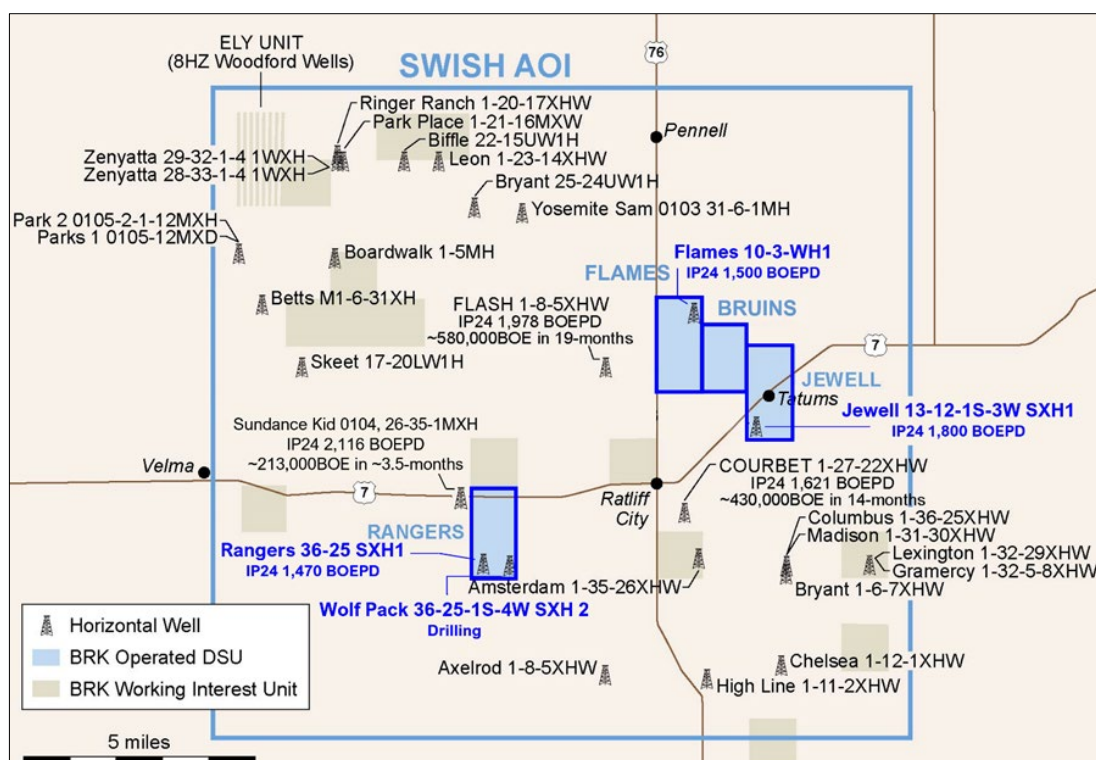 ELY UNIT
(8HZ Woodford Wells)
SWISH AOI
76
Pennell
Ringer Ranch 1-20-17XHW
Park Place 1-21-16MXW
Biffle 22-15UW1H
Leon 1-23-14XHW
Zenyatta 29-32-1-4 1WXH
Zenyatta 28-33-1-4 1WXH
Bryant 25-24UW1H
Yosemite Sam 0103 31-6-1MH
Park 2 0105-2-1-12MXH
Parks 1 0105-12MXD
Boardwalk 1-5MH
Flames 10-3-WH1
IP24 1,500 BOEPD
FLAMES
BRUINS
Betts M1-6-31XH
FLASH 1-8-5XHW
IP24 1,978 BOEPD
~580,000BOE in 19-months
7
Skeet 17-20LW1H
JEWELL
Tatums
Jewell 13-12-1S-3W SXH1
IP24 1,800 BOEPD
Sundance Kid 0104, 26-35-1MXH
IP24 2,116 BOEPD
~213,000BOE in ~3.5-months
Velma
7
Ratliff
City
COURBET 1-27-22XHW
IP24 1,621 BOEPD
~430,000BOE in 14-months
RANGERS
Rangers 36-25 SXH1
IP24 1,470 BOEPD
Columbus 1-36-25XHW
Madison 1-31-30XHW
Lexington 1-32-29XHW
Gramercy 1-32-5-8XHW
Amsterdam 1-35-26XHW
Bryant 1-6-7XHW
Wolf Pack 36-25-1S-4W SXH 2
Drilling
Horizontal Well
BRK Operated DSU
BRK Working Interest Unit
Axelrod 1-8-5XHW
Chelsea 1-12-1XHW
High Line 1-11-2XHW
5 miles